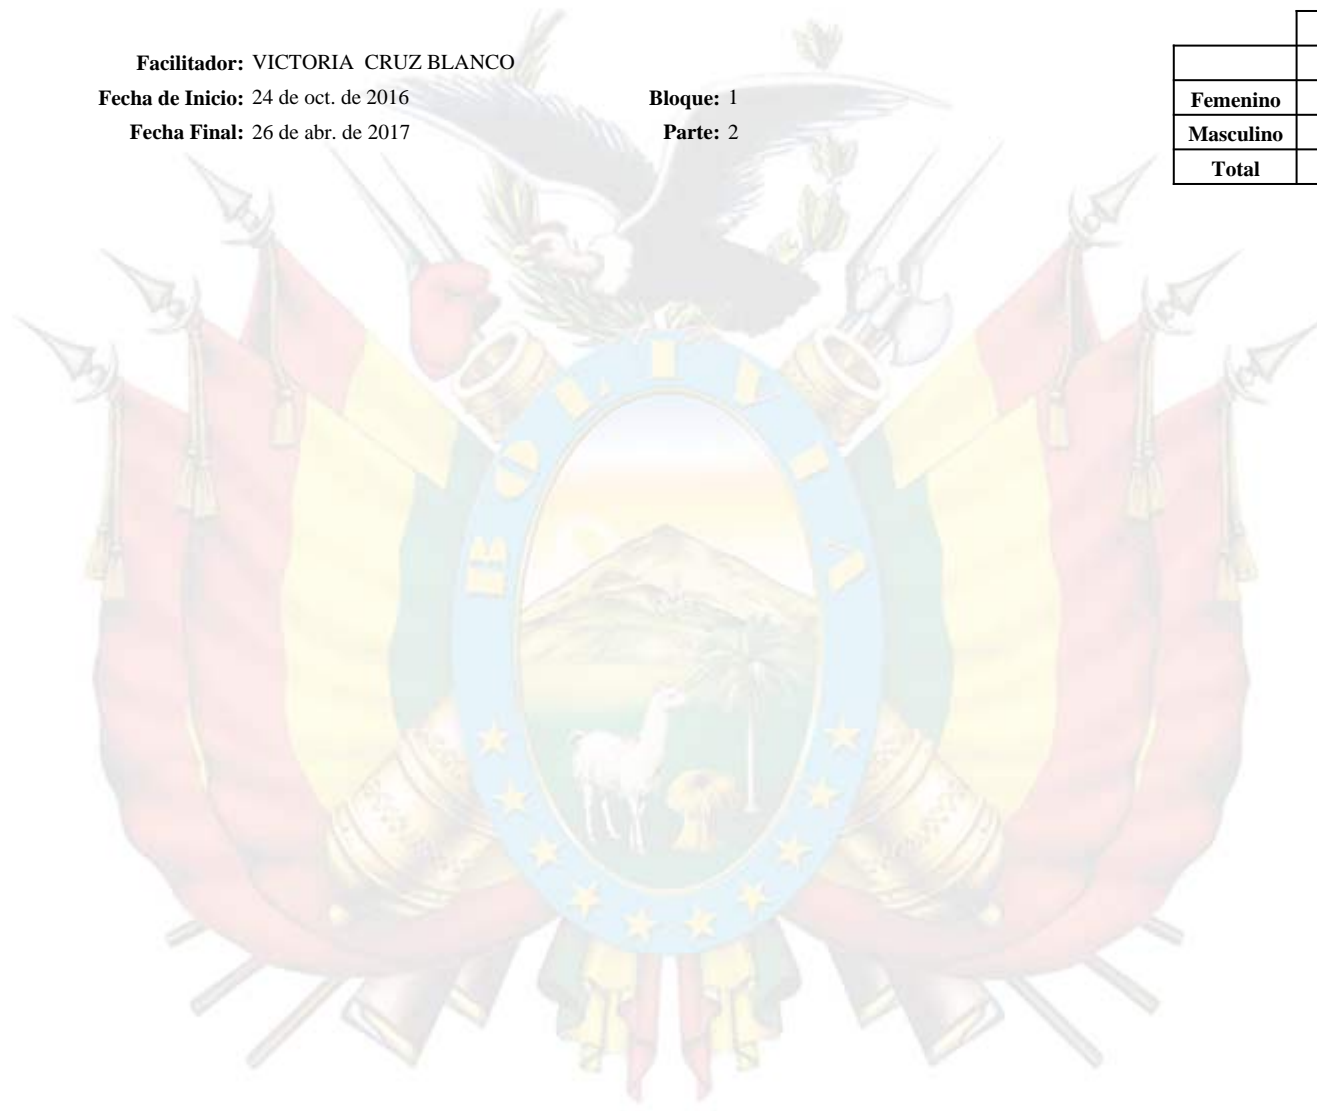 Facilitador: VICTORIA CRUZ BLANCO
Fecha de Inicio: 24 de oct. de 2016 Bloque: 1
Fecha Final: 26 de abr. de 2017 Parte: 2
Femenino
Masculino
Total
BOLIVIA